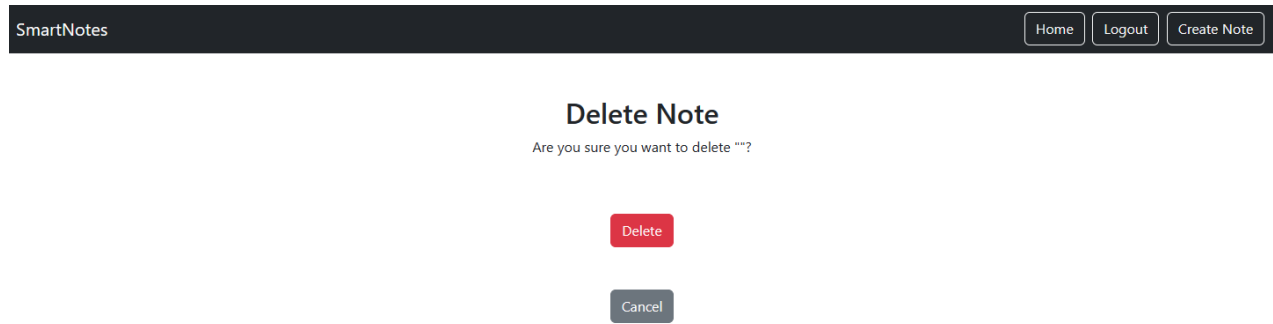 SmartNotes Home Logout Create Note
Delete Note
Are you sure you want to delete ""?
Delete
Cancel